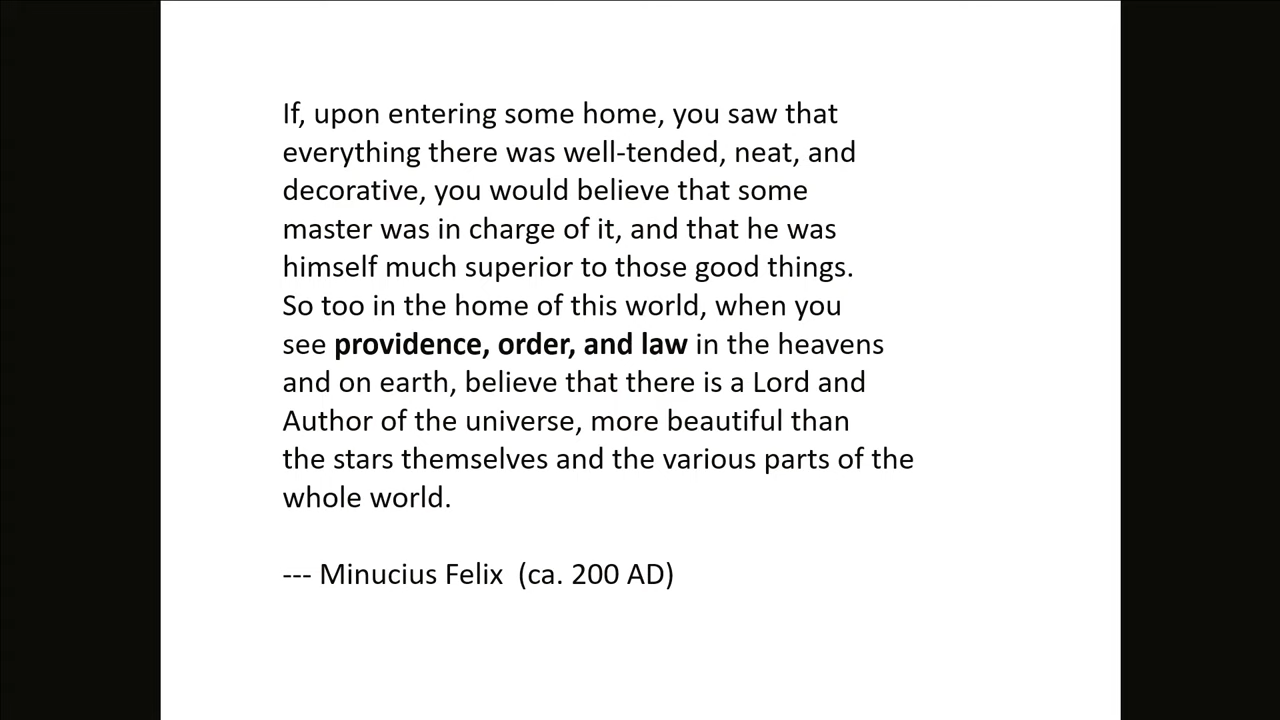 If, upon entering some home, you saw that
everything there was well-tended, neat, and
decorative, you would believe that some
master was in charge of it, and that he was
himself much superior to those good things.
So too in the home of this world, when you
see providence, order, and law in the heavens
and on earth, believe that there is a Lord and
Author of the universe, more beautiful than
the stars themselves and the various parts of the
whole world.
--- Minucius Felix  (ca. 200 AD)